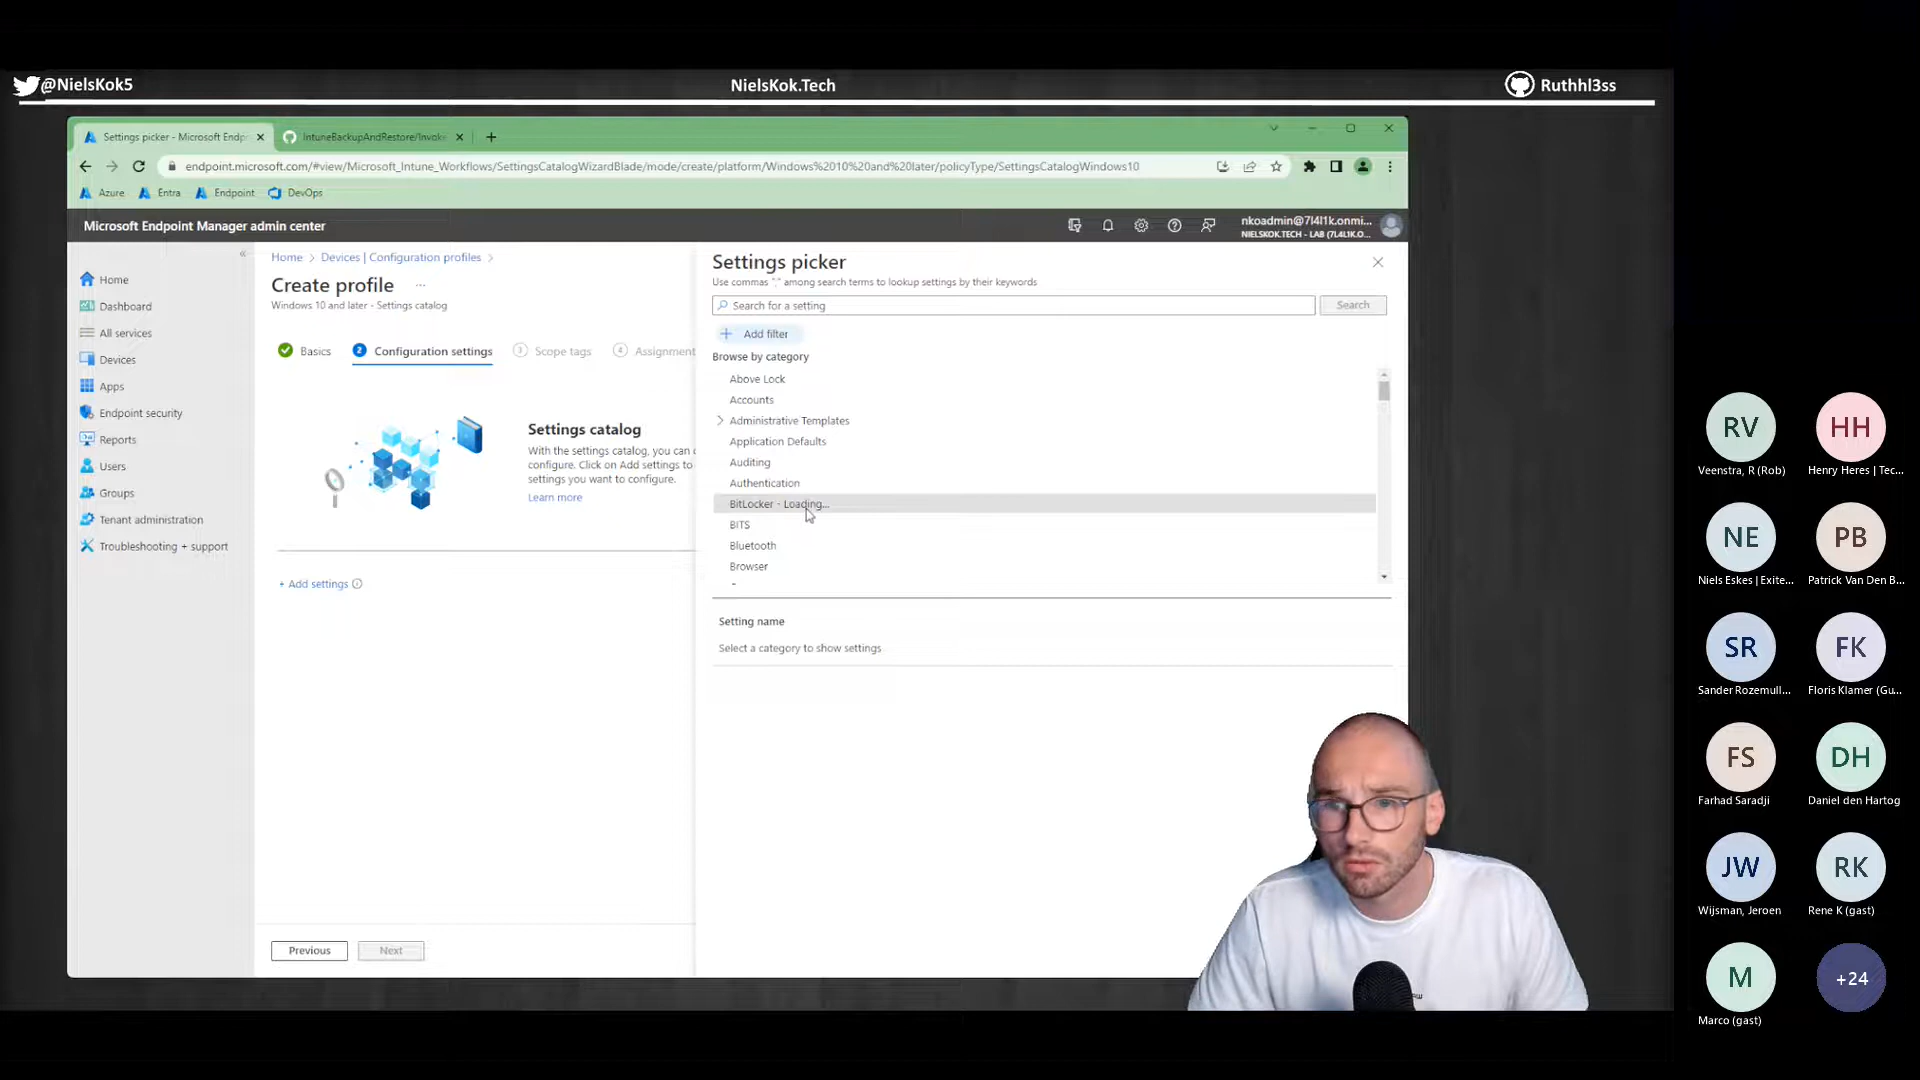 @NielsKok5
NielsKok.Tech
Ruthhl3ss
Settings picker - Microsoft Endp
IntuneBackupAndRestore/Invoke
endpoint.microsoft.com/#view/Microsoft_Intune_Workflows/SettingsCatalogWizardBlade/mode/create/platform/Windows%2010%20and%20later/policyType/SettingsCatalogWindows10
Azure
Entra
Endpoint
DevOps
Microsoft Endpoint Manager admin center
nkoadmin@7l4l1k.onmi...
NIELSKOK.TECH - LAB (7L4L1K.O...
Home
Dashboard
All services
Devices
Apps
Endpoint security
Reports
Users
Groups
Tenant administration
Troubleshooting + support
Home > Devices | Configuration profiles >
Create profile ...
Windows 10 and later - Settings catalog
Basics
2 Configuration settings
3 Scope tags
4 Assignment
Settings catalog
With the settings catalog, you can c
configure. Click on Add settings to
settings you want to configure.
Learn more
+ Add settings
Previous
Next
Settings picker
Use commas "," among search terms to lookup settings by their keywords
Search for a setting
Search
+ Add filter
Browse by category
Above Lock
Accounts
Administrative Templates
Application Defaults
Auditing
Authentication
BitLocker - Loading...
BITS
Bluetooth
Browser
Setting name
Select a category to show settings
RV
Veenstra, R (Rob)
HH
Henry Heres | Tec...
NE
Niels Eskes | Exite...
PB
Patrick Van Den B...
SR
Sander Rozemull...
FK
Floris Klamer (Gu...
FS
Farhad Saradji
DH
Daniel den Hartog
JW
Wijsman, Jeroen
RK
Rene K (gast)
M
Marco (gast)
+24